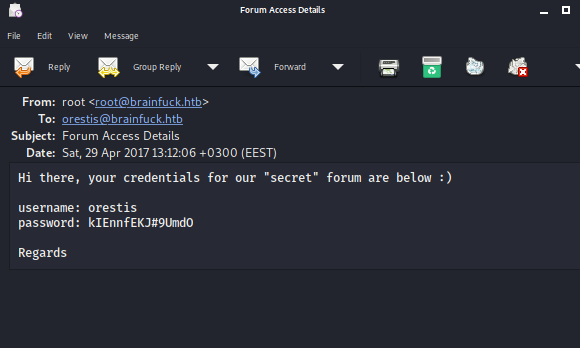 Forum Access Details
File Edit View Message
Reply Group Reply Forward
From: root <root@brainfuck.htb>
To: orestis@brainfuck.htb
Subject: Forum Access Details
Date: Sat, 29 Apr 2017 13:12:06 +0300 (EEST)
Hi there, your credentials for our "secret" forum are below :)
username: orestis
password: kIEnnfEKJ#9UmdO
Regards